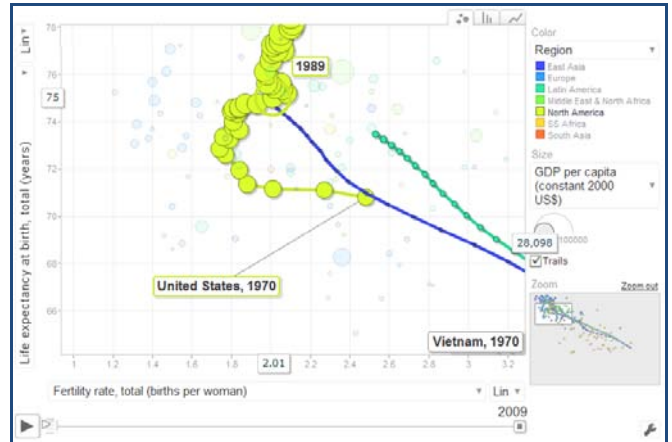 Lin
Life expectancy at birth, total (years)
76
75
74
72
70
68
66
1989
United States, 1970
Vietnam, 1970
28,098
2.01
1
1.2
1.4
1.6
1.8
2.2
2.4
2.6
2.8
3
3.2
Fertility rate, total (births per woman)
Lin
2009
Color
Region
East Asia
Europe
Latin America
Middle East & North Africa
North America
SS Africa
South Asia
Size
GDP per capita
(constant 2000
US$)
100000
Trails
Zoom
Zoom out